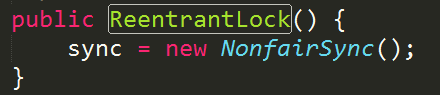 public ReentrantLock() {
    sync = new NonfairSync();
}